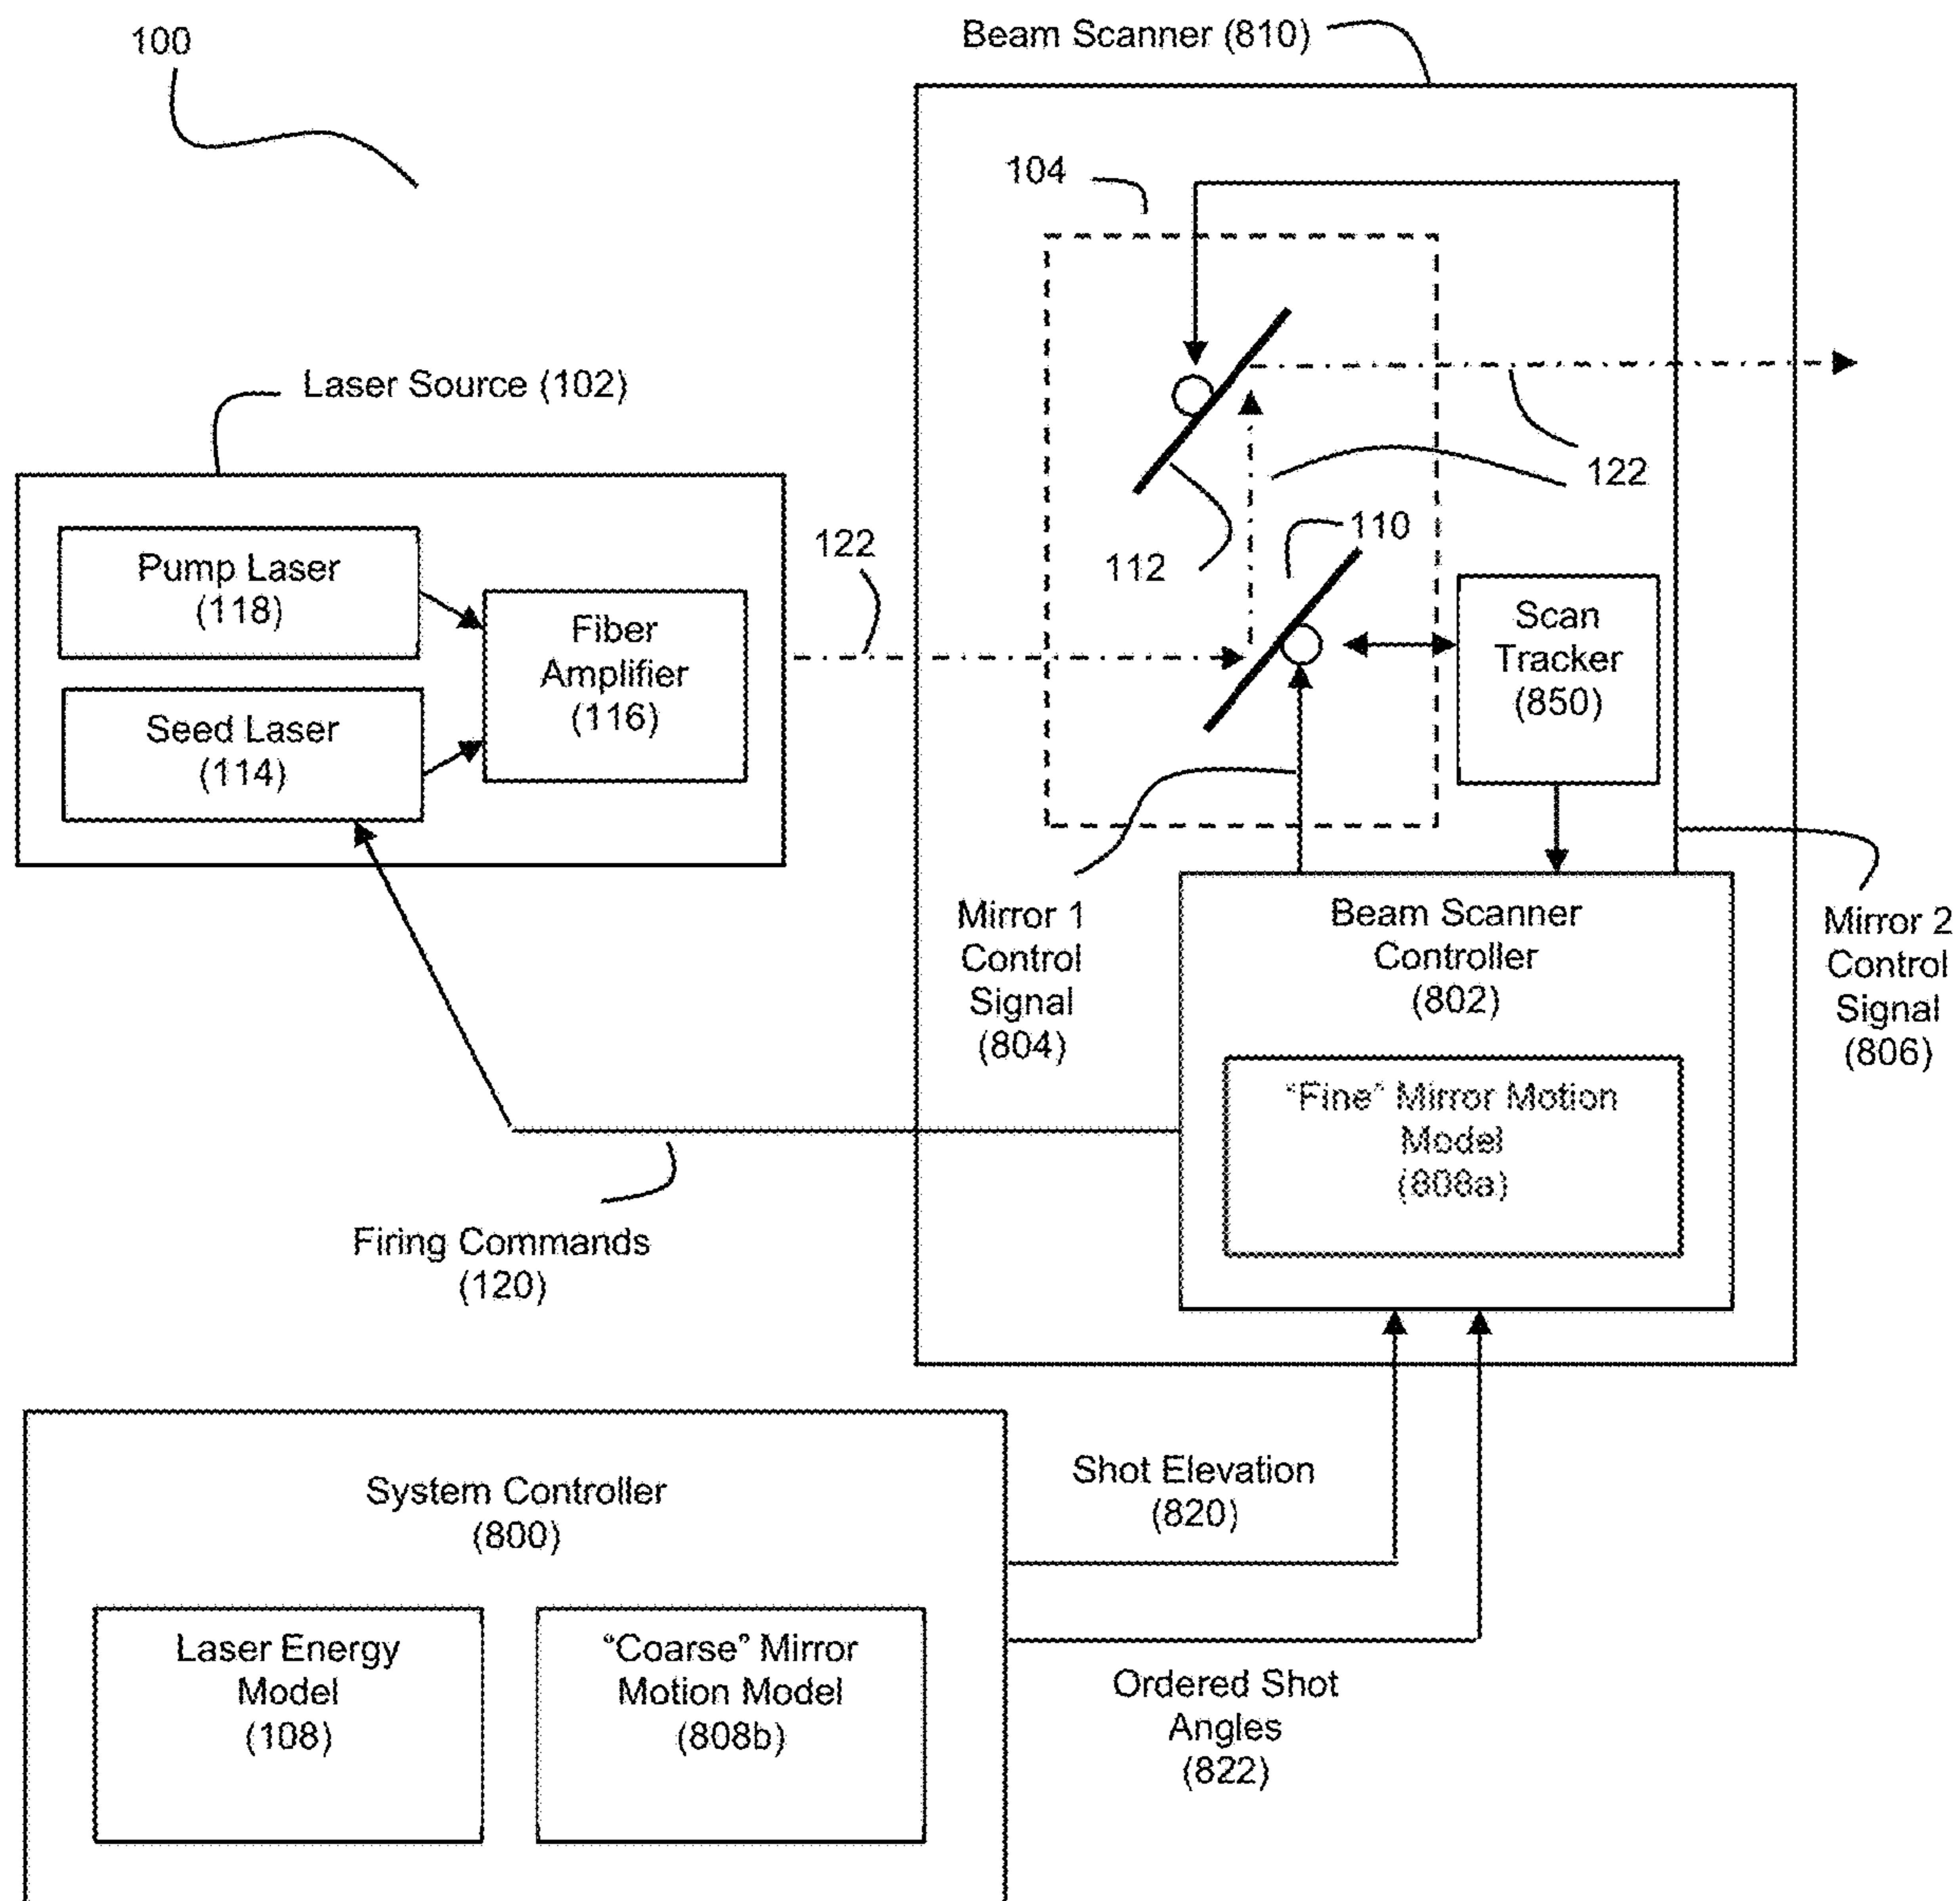 100
Beam Scanner (810)
104
Laser Source (102)
Pump Laser
(118)
Seed Laser
(114)
Fiber
Amplifier
(116)
122
122
112
110
Scan
Tracker
(850)
Mirror 1
Control
Signal
(804)
Beam Scanner
Controller
(802)
"Fine" Mirror Motion
Model
(808a)
Mirror 2
Control
Signal
(806)
Firing Commands
(120)
System Controller
(800)
Laser Energy
Model
(108)
"Coarse" Mirror
Motion Model
(808b)
Shot Elevation
(820)
Ordered Shot
Angles
(822)